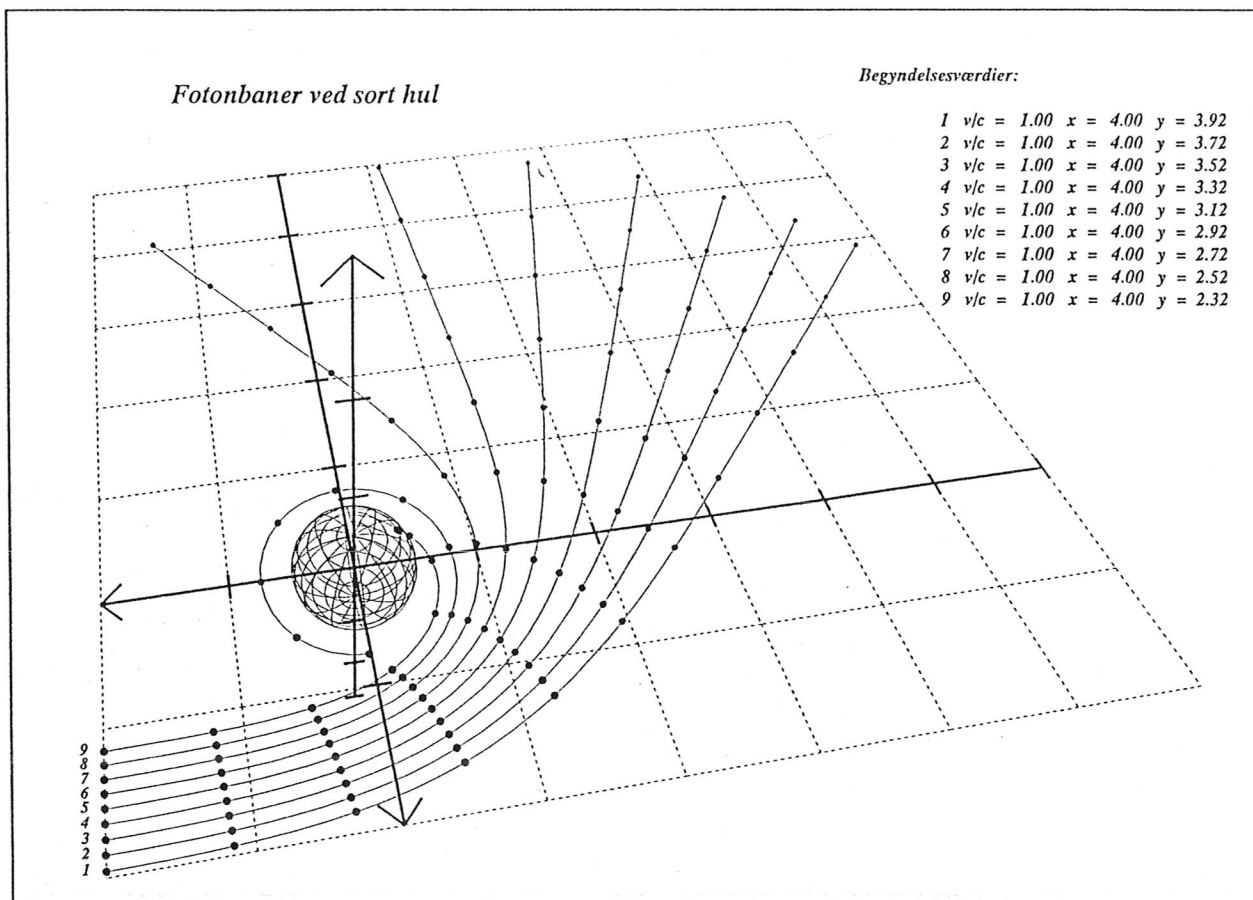 Fotonbaner ved sort hul
Begyndelsesværdier:
1 v/c = 1.00 x = 4.00 y = 3.92
2 v/c = 1.00 x = 4.00 y = 3.72
3 v/c = 1.00 x = 4.00 y = 3.52
4 v/c = 1.00 x = 4.00 y = 3.32
5 v/c = 1.00 x = 4.00 y = 3.12
6 v/c = 1.00 x = 4.00 y = 2.92
7 v/c = 1.00 x = 4.00 y = 2.72
8 v/c = 1.00 x = 4.00 y = 2.52
9 v/c = 1.00 x = 4.00 y = 2.32
9
8
7
6
5
4
3
2
1